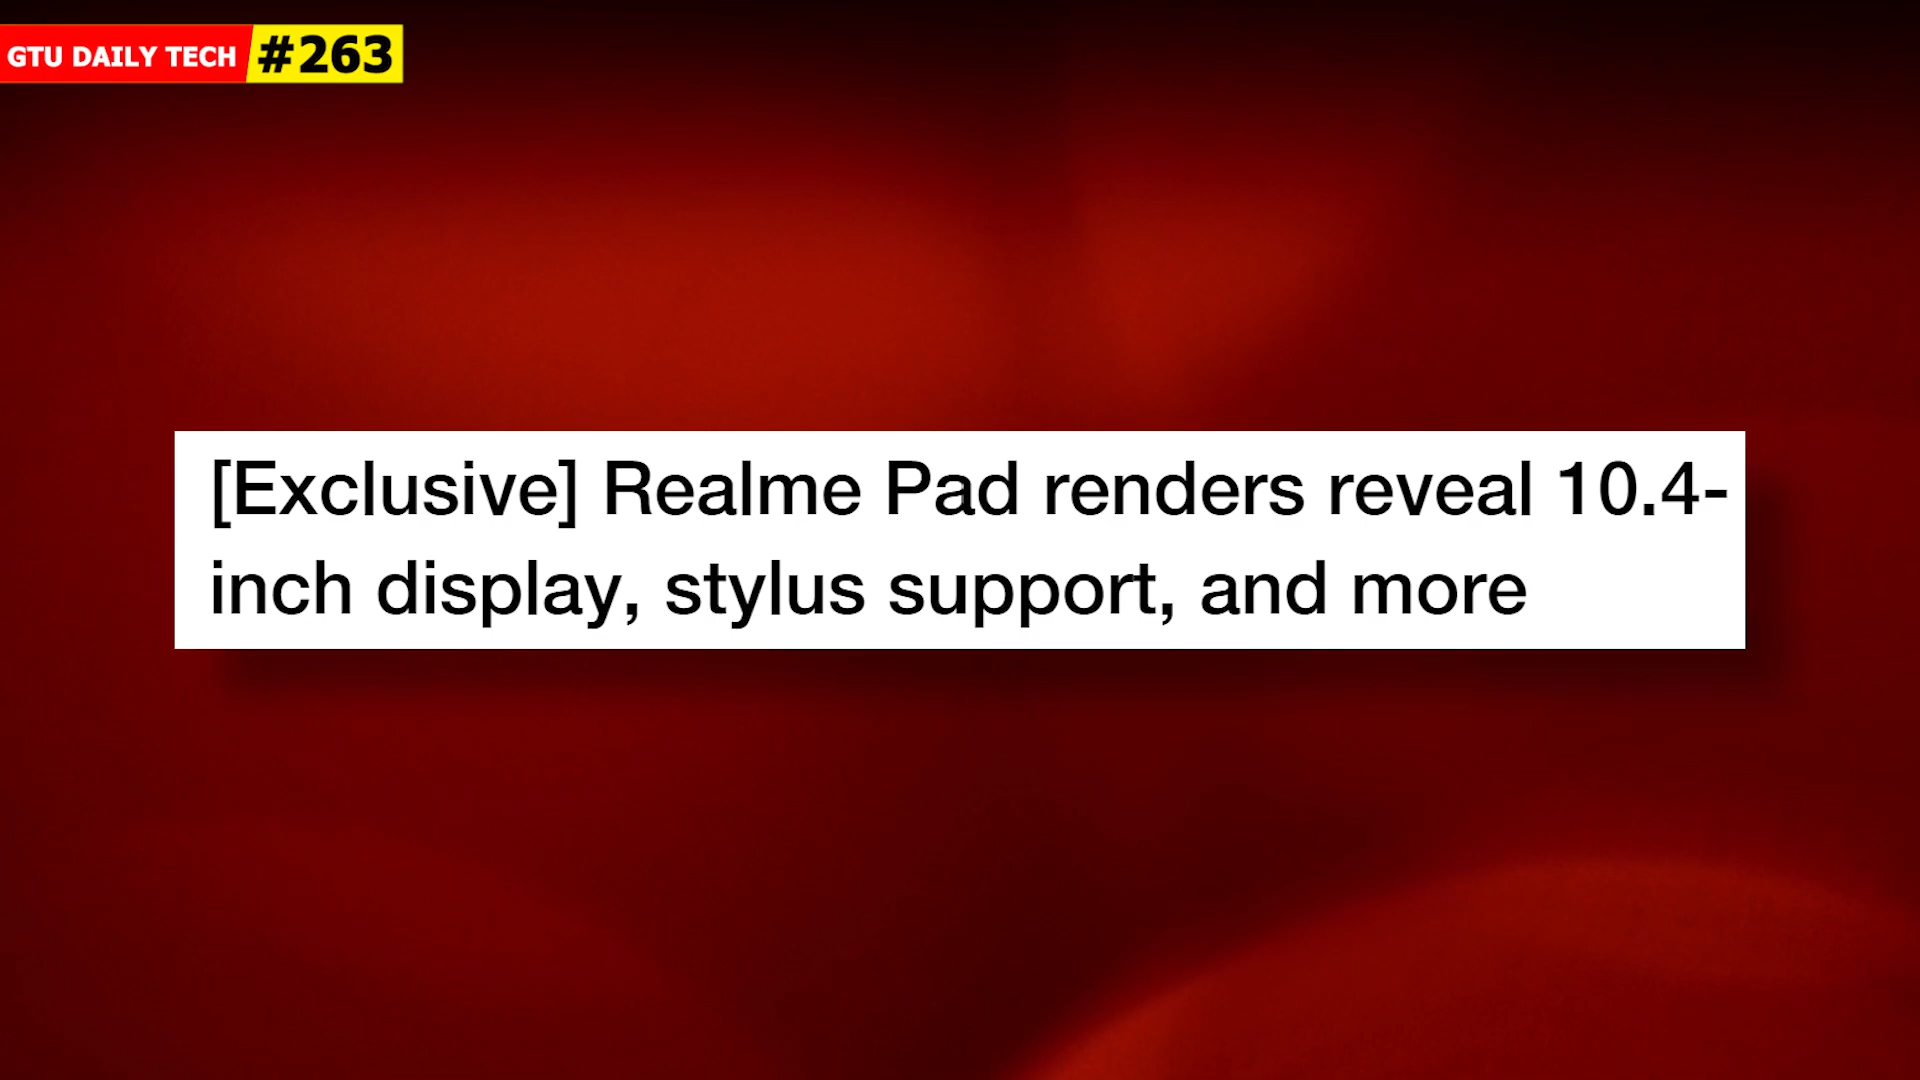 GTU DAILY TECH #263
[Exclusive] Realme Pad renders reveal 10.4-
inch display, stylus support, and more